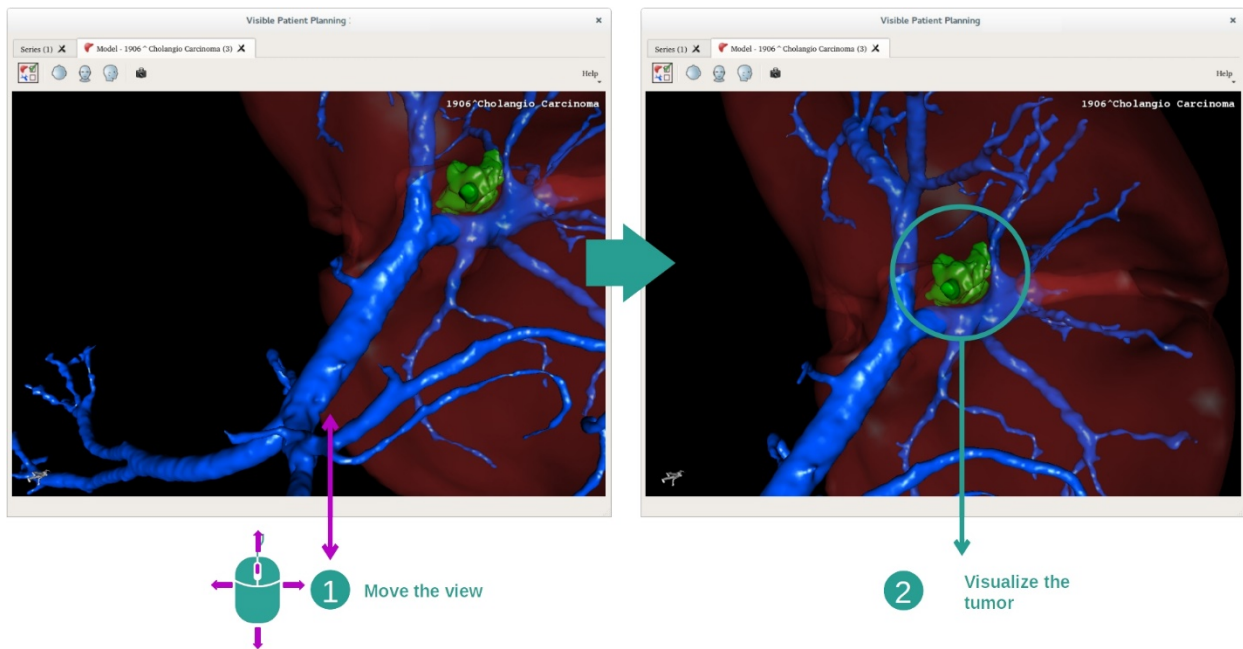 Visible Patient Planning
Series (1)
Model - 1906 ^ Cholangio Carcinoma (3)
Help
1906^Cholangio Carcinoma
Visible Patient Planning
Series (1)
Model - 1906 ^ Cholangio Carcinoma (3)
Help
1906^Cholangio Carcinoma
1
Move the view
2
Visualize the
tumor